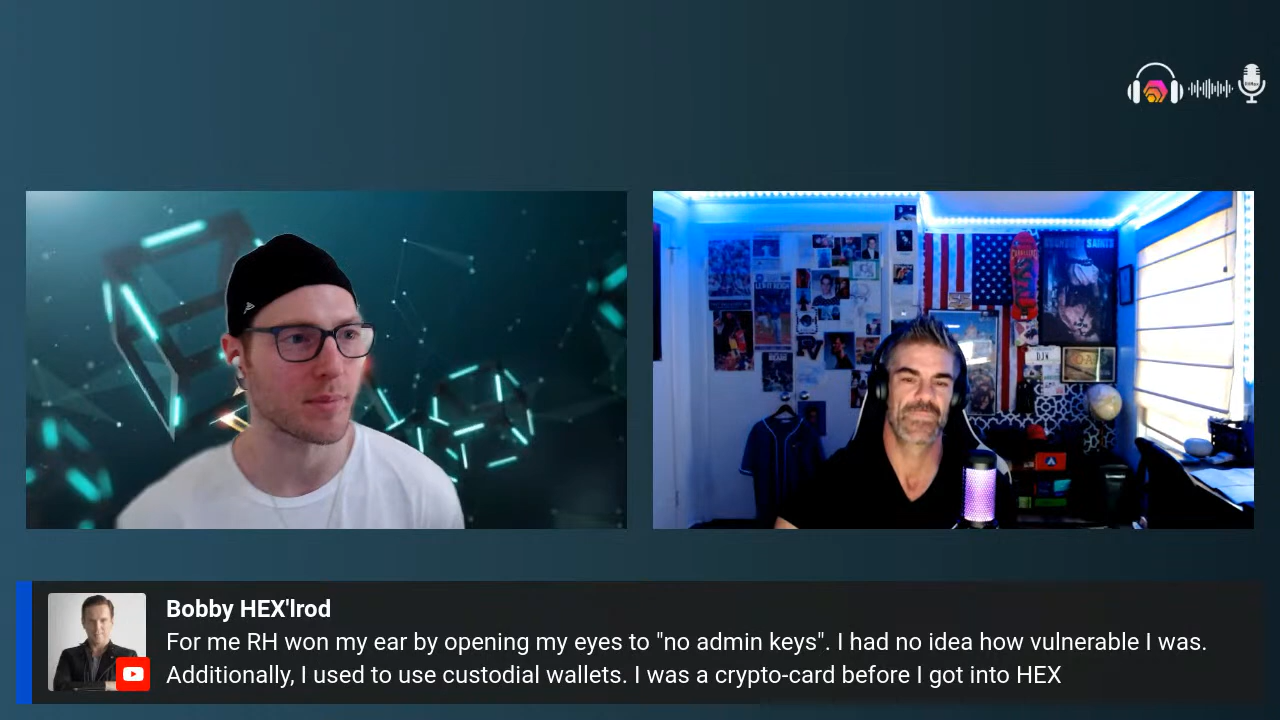 Bobby HEX'lrod
For me RH won my ear by opening my eyes to "no admin keys". I had no idea how vulnerable I was.
Additionally, I used to use custodial wallets. I was a crypto-card before I got into HEX